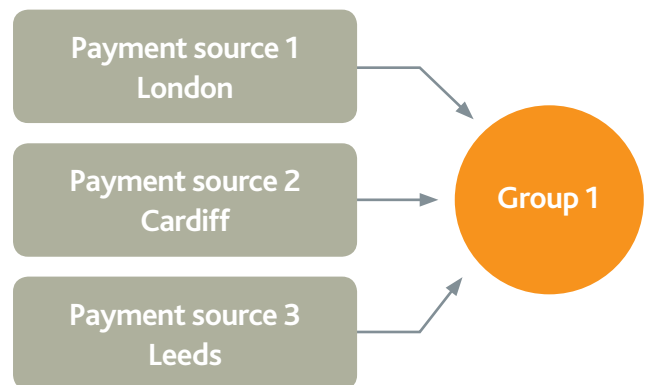 Payment source 1
London
Payment source 2
Cardiff
Payment source 3
Leeds
Group 1